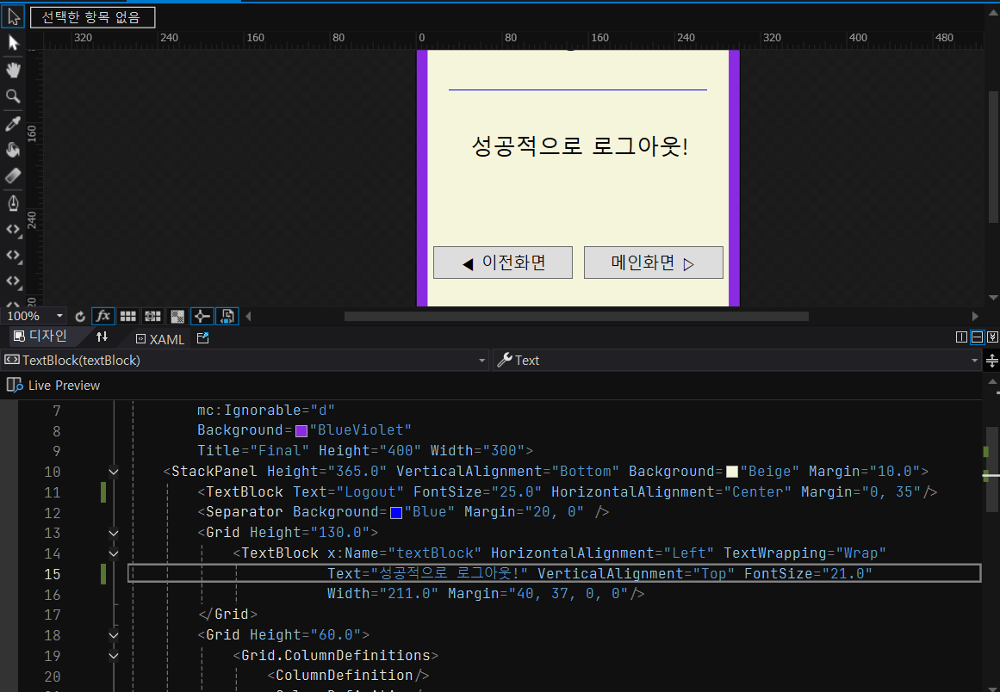 선택한 항목 없음
320 240 160 80 0 80 160 240 320 400 480
160
240
320
성공적으로 로그아웃!
◀ 이전화면 메인화면 ▷
100% fx
디자인 XAML
TextBlock(textBlock) Text
Live Preview
7 mc:Ignorable="d"
8 Background="BlueViolet"
9 Title="Final" Height="400" Width="300">
10 <StackPanel Height="365.0" VerticalAlignment="Bottom" Background="Beige" Margin="10.0">
11 <TextBlock Text="Logout" FontSize="25.0" HorizontalAlignment="Center" Margin="0, 35"/>
12 <Separator Background="Blue" Margin="20, 0" />
13 <Grid Height="130.0">
14 <TextBlock x:Name="textBlock" HorizontalAlignment="Left" TextWrapping="Wrap"
15 Text="성공적으로 로그아웃!" VerticalAlignment="Top" FontSize="21.0"
16 Width="211.0" Margin="40, 37, 0, 0"/>
17 </Grid>
18 <Grid Height="60.0">
19 <Grid.ColumnDefinitions>
20 <ColumnDefinition/>